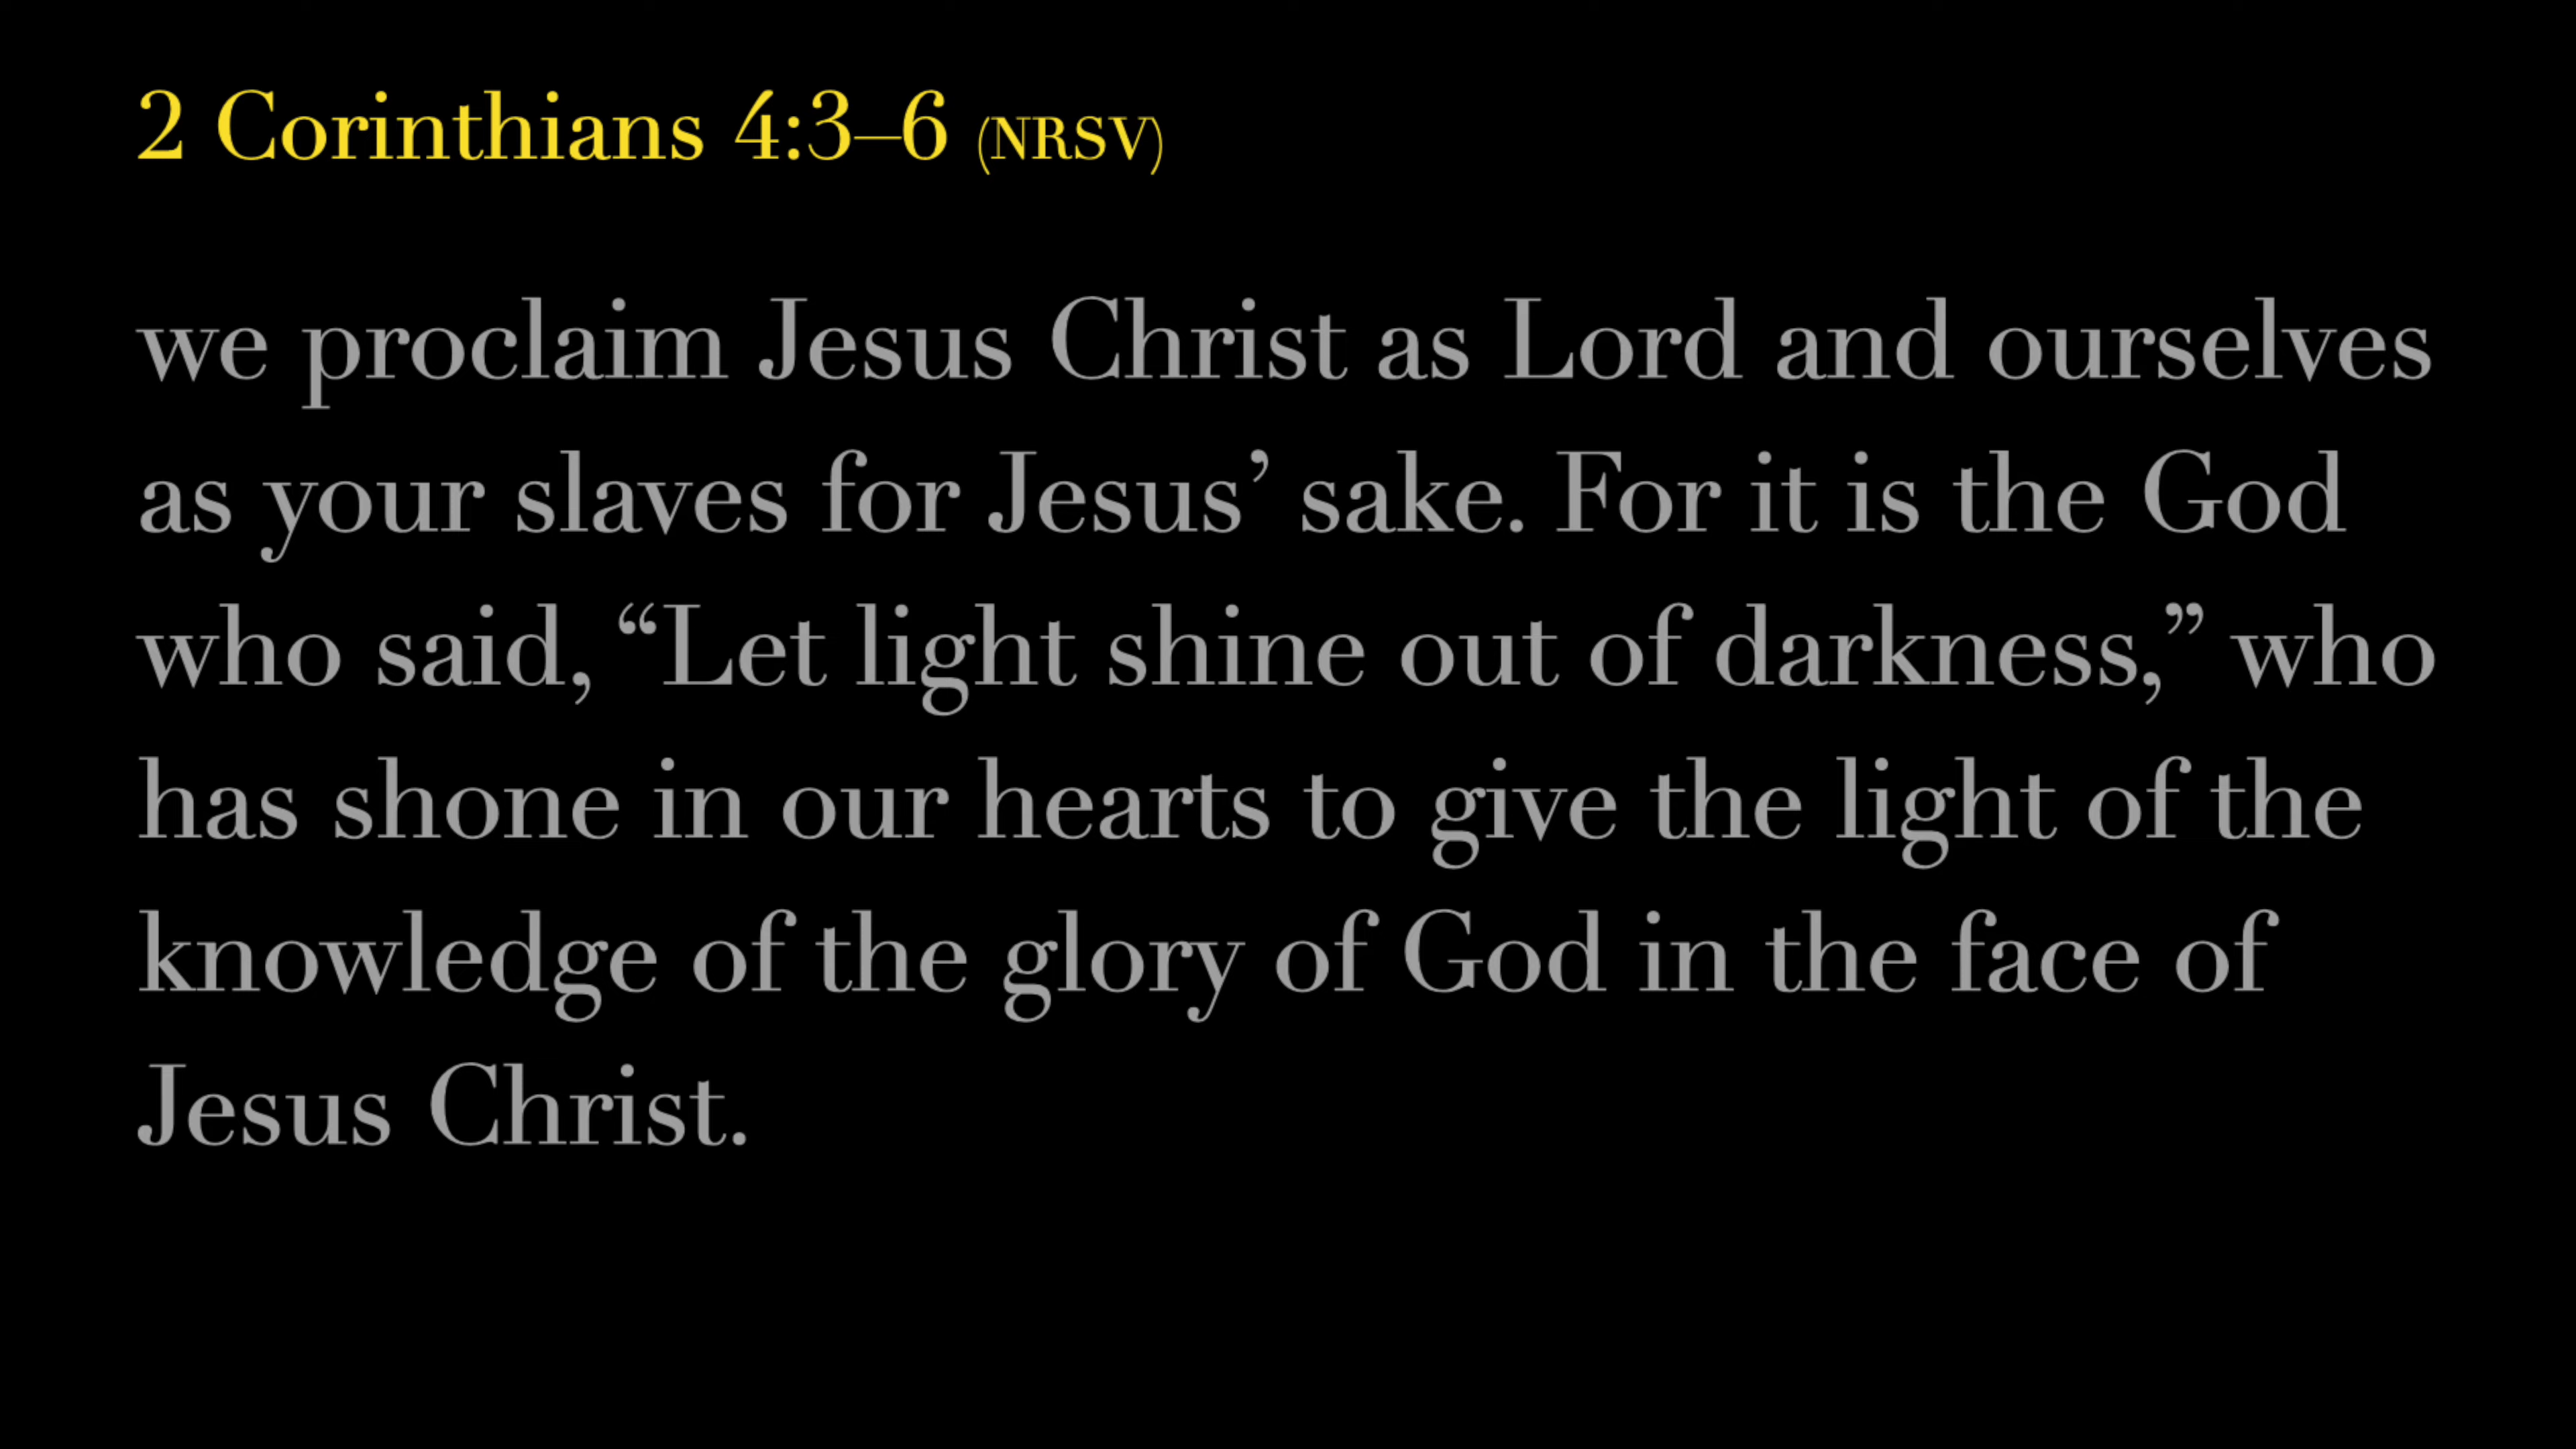 2 Corinthians 4:3–6 (NRSV)
we proclaim Jesus Christ as Lord and ourselves
as your slaves for Jesus’ sake. For it is the God
who said, “Let light shine out of darkness,” who
has shone in our hearts to give the light of the
knowledge of the glory of God in the face of
Jesus Christ.